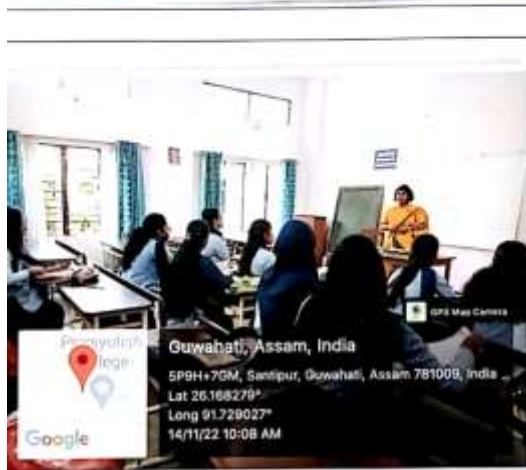 GPS Map Camera
Guwahati, Assam, India
5P9H+7GM, Santipur, Guwahati, Assam 781009, India
Lat 26.168279°
Long 91.729027°
14/11/22 10:08 AM
Google